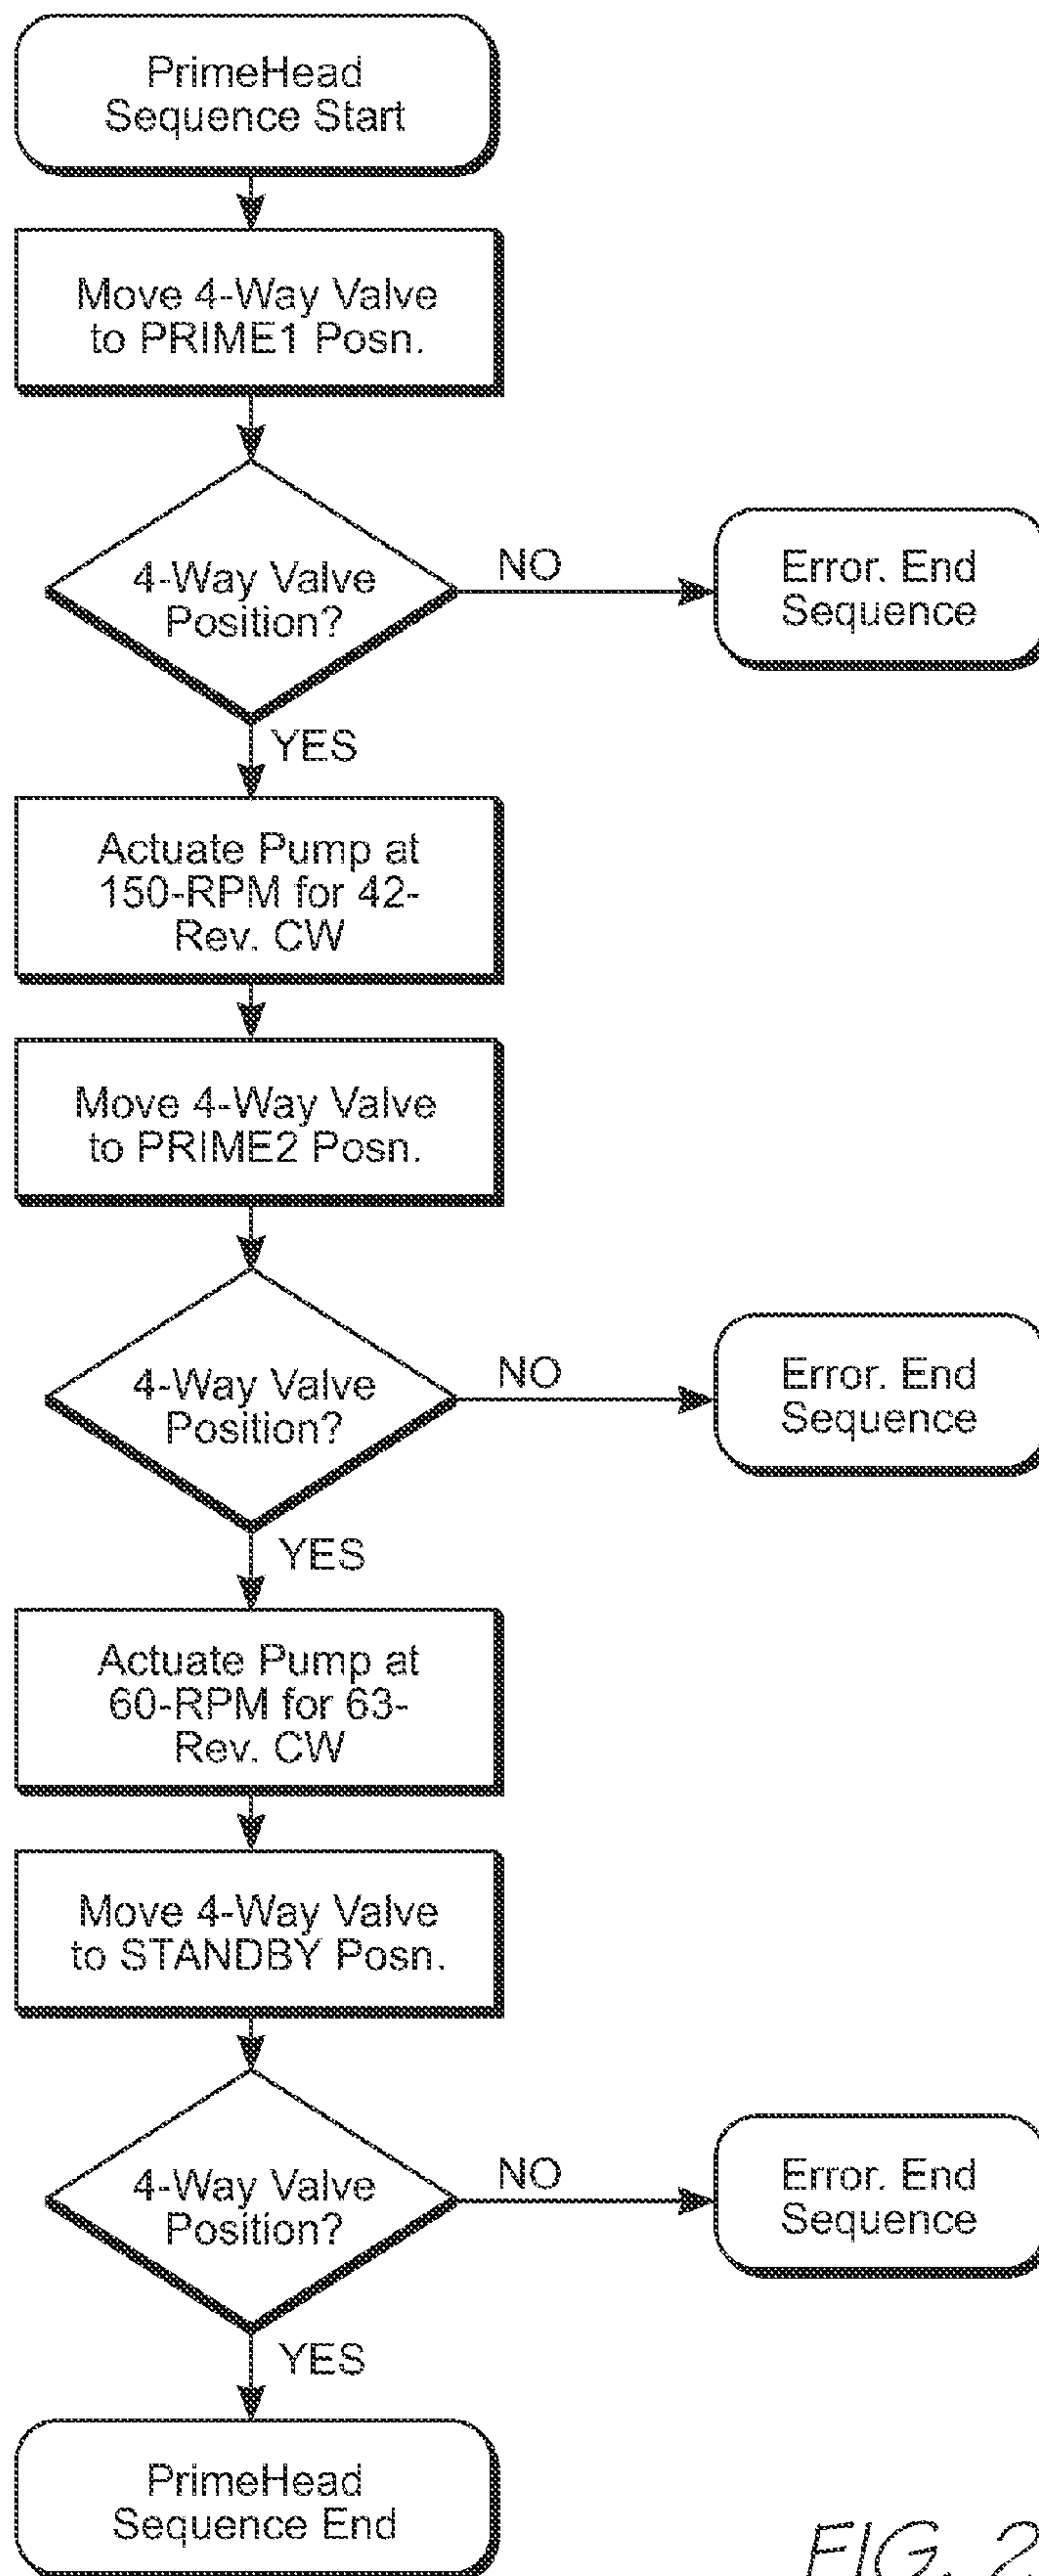 PrimeHead
Sequence Start
Move 4-Way Valve
to PRIME1 Posn.
4-Way Valve
Position?
NO
Error. End
Sequence
YES
Actuate Pump at
150-RPM for 42-
Rev. CW
Move 4-Way Valve
to PRIME2 Posn.
4-Way Valve
Position?
NO
Error. End
Sequence
YES
Actuate Pump at
60-RPM for 63-
Rev. CW
Move 4-Way Valve
to STANDBY Posn.
4-Way Valve
Position?
NO
Error. End
Sequence
YES
PrimeHead
Sequence End
FIG. 2